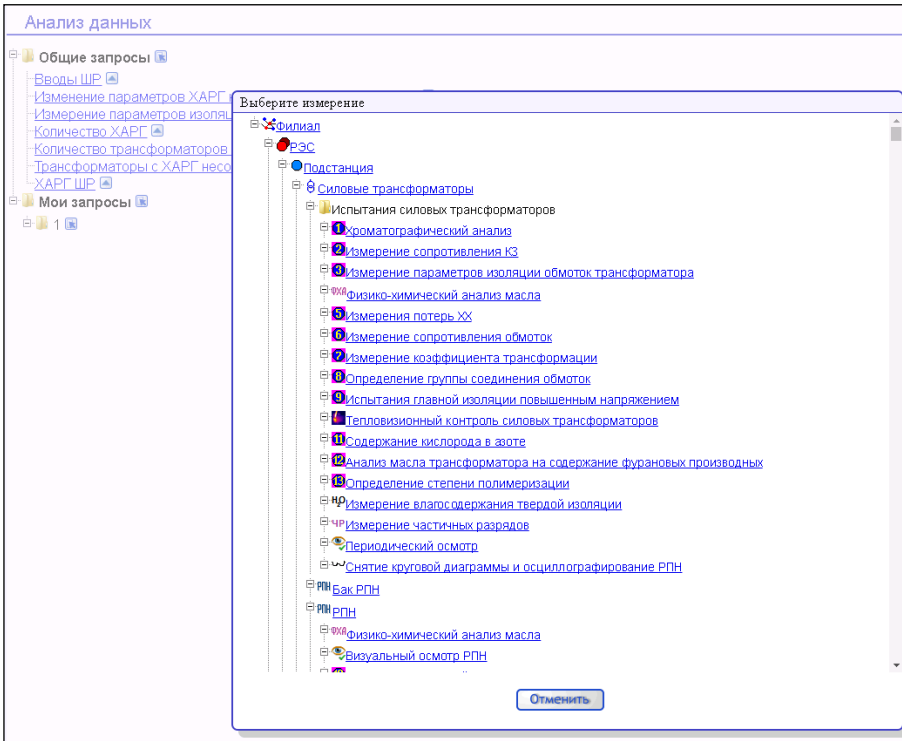 Анализ данных
Общие запросы
Вводы ШР
Изменение параметров ХАРГ
Измерение параметров
Количество ХАРГ
Количество трансформаторов
Трансформаторы с ХАРГ
ХАРГ ШР
Мои запросы
1
Выберите измерение
Филиал
РЭС
Подстанция
Силовые трансформаторы
Испытания силовых трансформаторов
1 Хроматографический анализ
2 Измерение сопротивления КЗ
3 Измерение параметров изоляции обмоток трансформатора
ФХА Физико-химический анализ масла
5 Измерения потерь ХХ
6 Измерение сопротивления обмоток
7 Измерение коэффициента трансформации
8 Определение группы соединения обмоток
9 Испытания главной изоляции повышенным напряжением
Тепловизионный контроль силовых трансформаторов
11 Содержание кислорода в азоте
12 Анализ масла трансформатора на содержание фурановых производных
13 Определение степени полимеризации
H2O Измерение влагосодержания твердой изоляции
ЧР Измерение частичных разрядов
Периодический осмотр
Снятие круговой диаграммы и осциллографирование РПН
РПН Бак РПН
РПН РПН
ФХА Физико-химический анализ масла
Визуальный осмотр РПН
Отменить